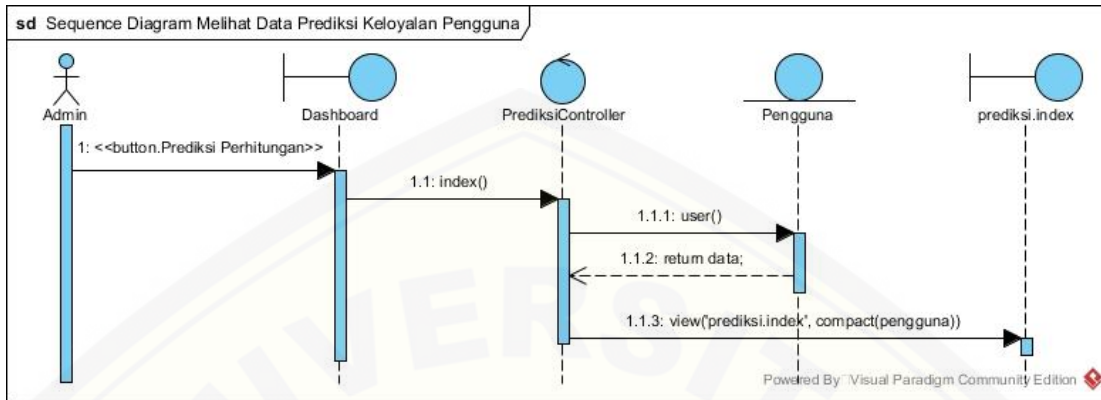 sd Sequence Diagram Melihat Data Prediksi Keloyalan Pengguna
Admin
Dashboard
PrediksiController
Pengguna
prediksi.index
1: <<button.Prediksi Perhitungan>>
1.1: index()
1.1.1: user()
1.1.2: return data;
1.1.3: view('prediksi.index', compact(pengguna))
UNIVERSIT
Powered By Visual Paradigm Community Edition